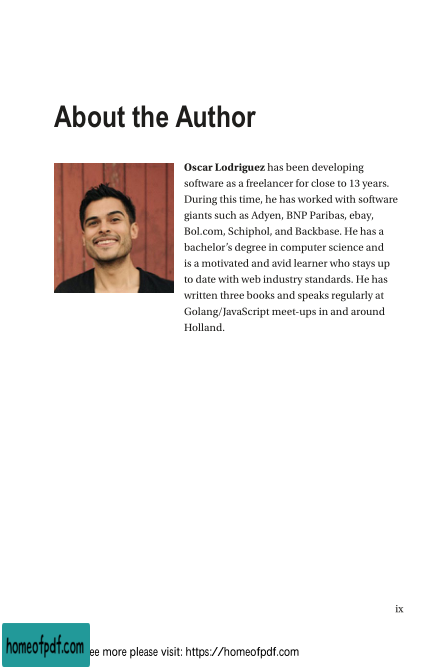 About the Author
Oscar Lodriguez has been developing
software as a freelancer for close to 13 years.
During this time, he has worked with software
giants such as Adyen, BNP Paribas, ebay,
Bol.com, Schiphol, and Backbase. He has a
bachelor’s degree in computer science and
is a motivated and avid learner who stays up
to date with web industry standards. He has
written three books and speaks regularly at
Golang/JavaScript meet-ups in and around
Holland.
ix
homeofpdf.com
ee more please visit: https://homeofpdf.com